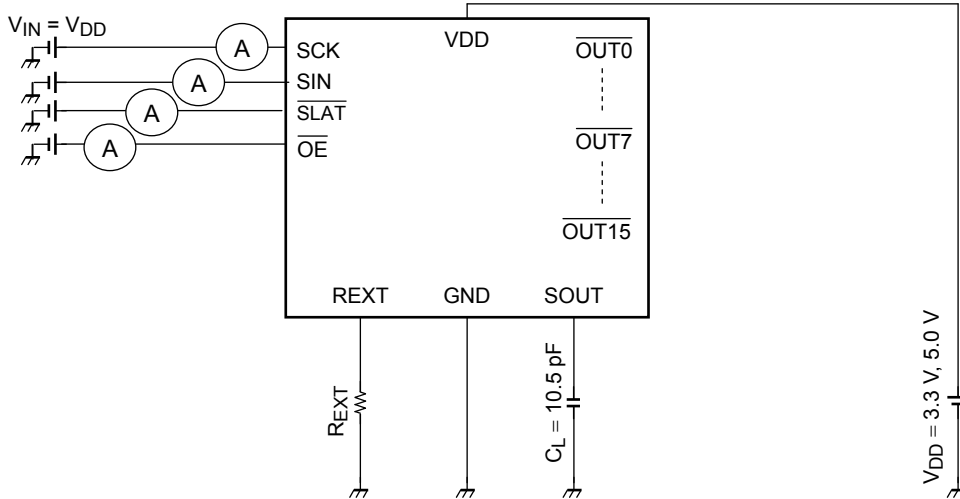 V_IN = V_DD
A
A
A
A
SCK
SIN
SLAT
OE
VDD
OUT0
OUT7
OUT15
REXT
GND
SOUT
R_EXT
C_L = 10.5 pF
V_DD = 3.3 V, 5.0 V